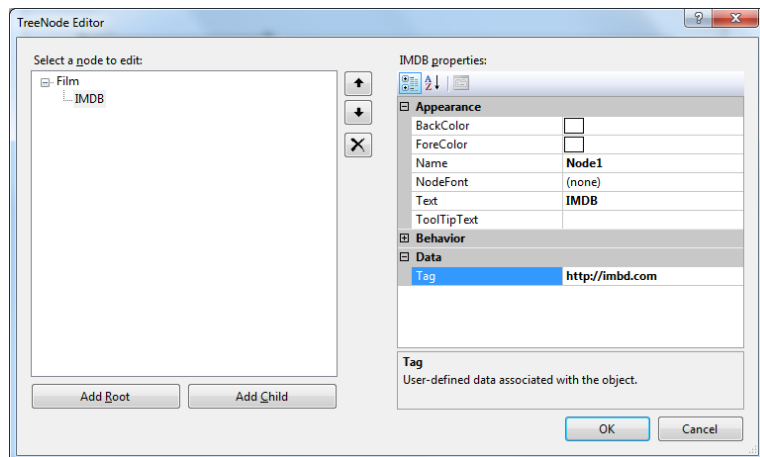 TreeNode Editor
?
Select a node to edit:
Film
IMDB
Add Root
Add Child
IMDB properties:
Appearance
BackColor
ForeColor
Name Node1
NodeFont (none)
Text IMDB
ToolTipText
Behavior
Data
Tag http://imbd.com
Tag
User-defined data associated with the object.
OK
Cancel